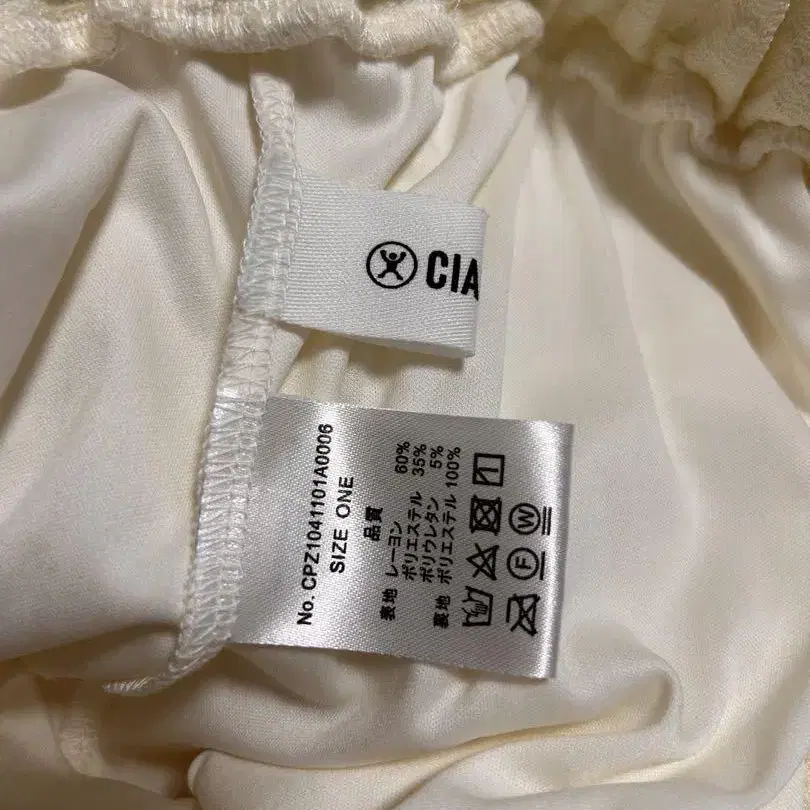 CIA
No. CPZ1041101A0006
SIZE ONE
品質
表地 レーヨン 60%
ポリエステル 35%
ポリウレタン 5%
裏地 ポリエステル 100%
W
F